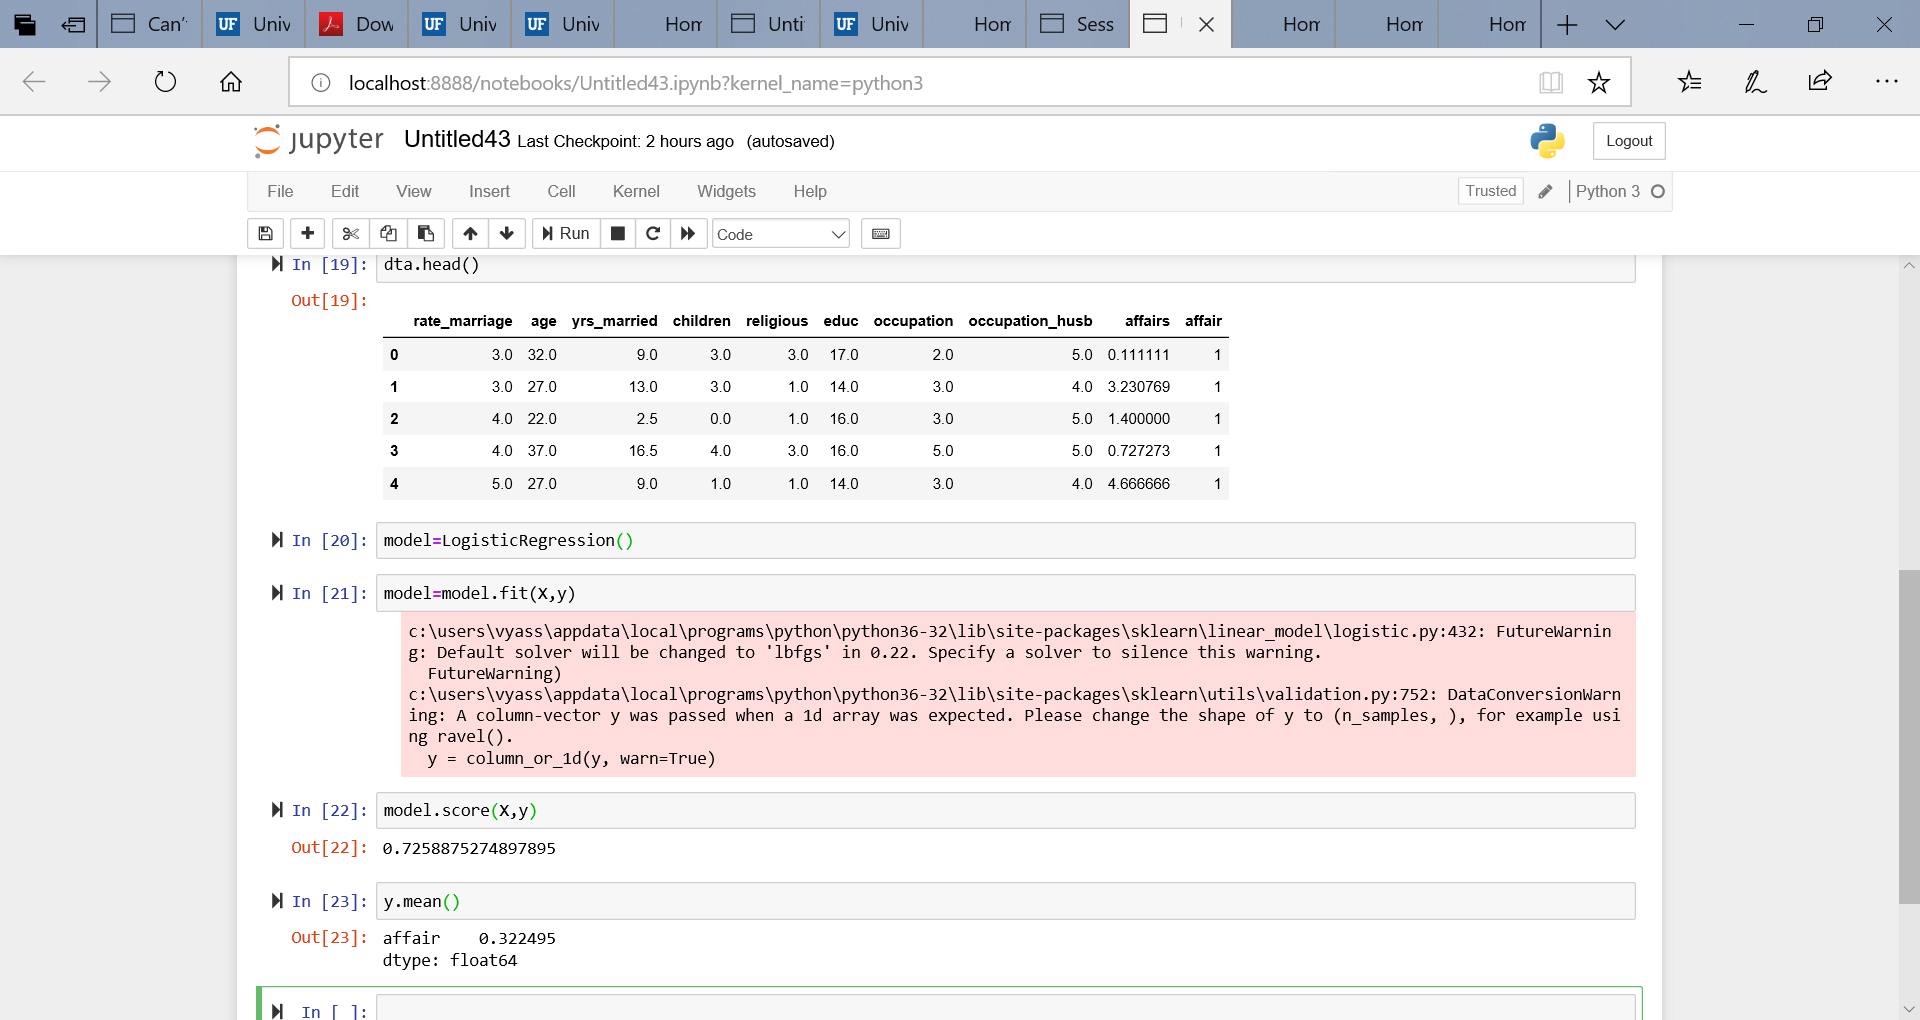 Can'
UF Univ
Dow
UF Univ
UF Univ
Hom
Unti
UF Univ
Hom
Sess
Hom
Hom
Hom
localhost:8888/notebooks/Untitled43.ipynb?kernel_name=python3
jupyter Untitled43 Last Checkpoint: 2 hours ago (autosaved)
Logout
File Edit View Insert Cell Kernel Widgets Help
Trusted Python 3
Run Code
In [19]: dta.head()
Out[19]:
rate_marriage age yrs_married children religious educ occupation occupation_husb affairs affair
0 3.0 32.0 9.0 3.0 3.0 17.0 2.0 5.0 0.111111 1
1 3.0 27.0 13.0 3.0 1.0 14.0 3.0 4.0 3.230769 1
2 4.0 22.0 2.5 0.0 1.0 16.0 3.0 5.0 1.400000 1
3 4.0 37.0 16.5 4.0 3.0 16.0 5.0 5.0 0.727273 1
4 5.0 27.0 9.0 1.0 1.0 14.0 3.0 4.0 4.666666 1
In [20]: model=LogisticRegression()
In [21]: model=model.fit(X,y)
c:\users\vyass\appdata\local\programs\python\python36-32\lib\site-packages\sklearn\linear_model\logistic.py:432: FutureWarnin
g: Default solver will be changed to 'lbfgs' in 0.22. Specify a solver to silence this warning.
FutureWarning)
c:\users\vyass\appdata\local\programs\python\python36-32\lib\site-packages\sklearn\utils\validation.py:752: DataConversionWarn
ing: A column-vector y was passed when a 1d array was expected. Please change the shape of y to (n_samples, ), for example usi
ng ravel().
y = column_or_1d(y, warn=True)
In [22]: model.score(X,y)
Out[22]: 0.7258875274897895
In [23]: y.mean()
Out[23]: affair 0.322495
dtype: float64
In [ ]: